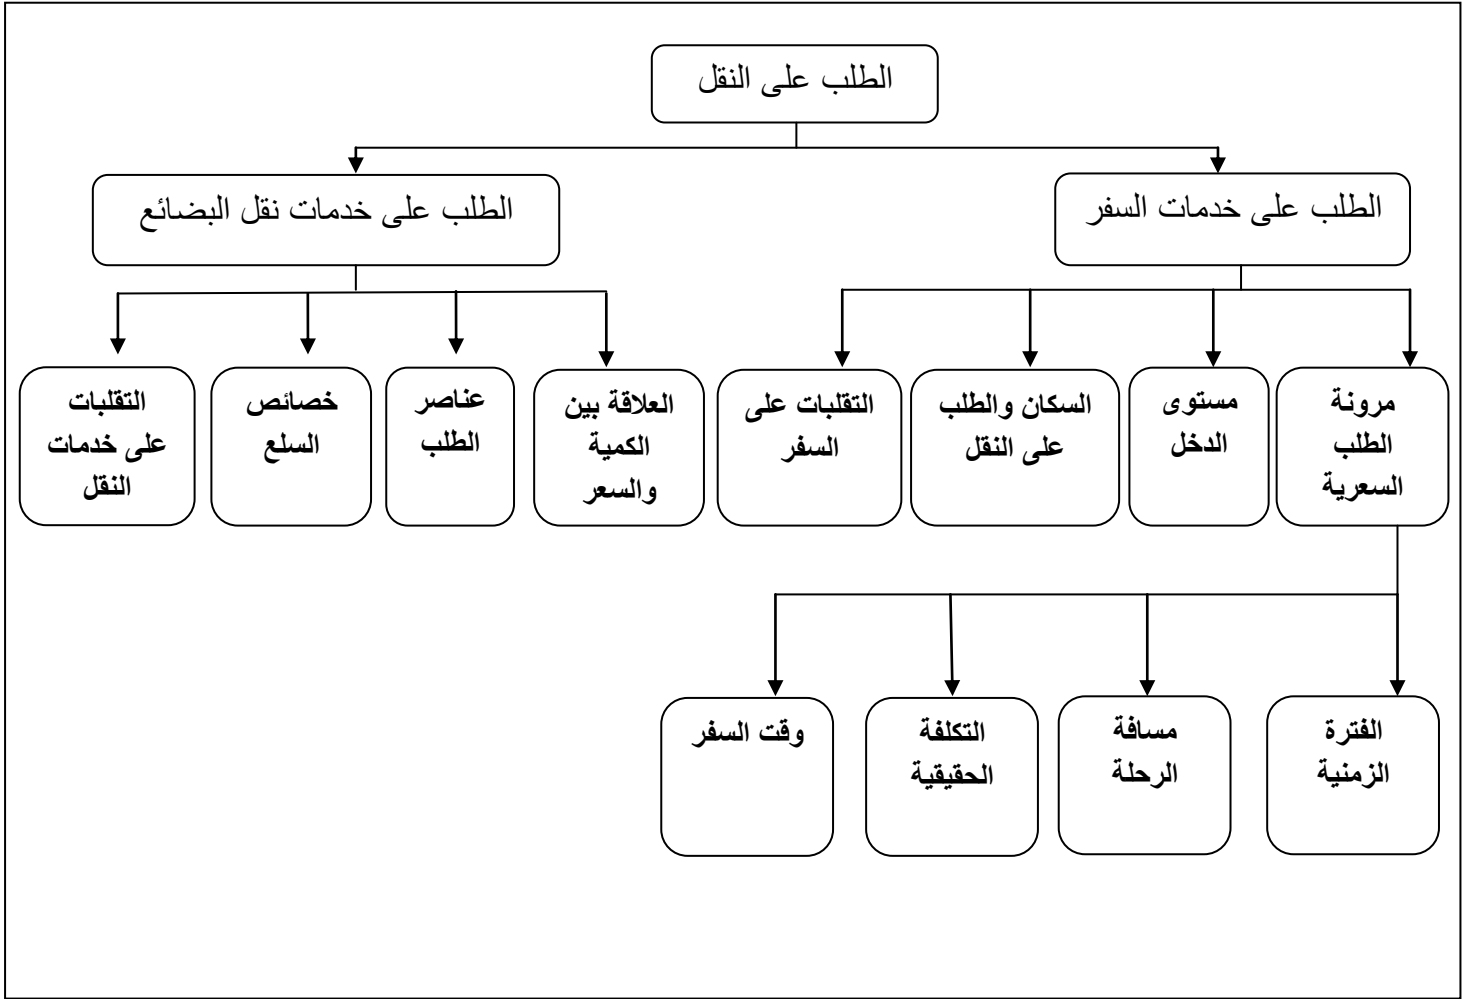 الطلب على النقل
الطلب على خدمات السفر
الطلب على خدمات نقل البضائع
مرونة
الطلب
السعرية
مستوى
الدخل
السكان والطلب
على النقل
التقلبات على
السفر
العلاقة بين
الكمية
والسعر
عناصر
الطلب
خصائص
السلع
التقلبات
على خدمات
النقل
الفترة
الزمنية
مسافة
الرحلة
التكلفة
الحقيقية
وقت السفر